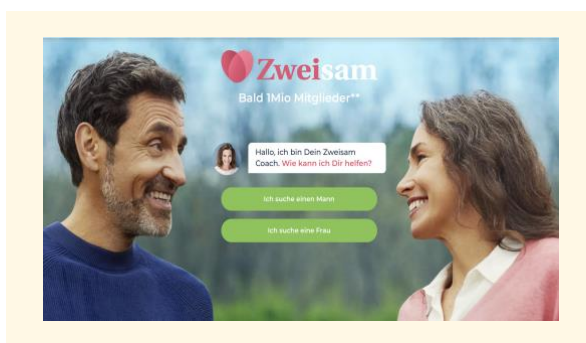 Zweisam
Bald 1Mio Mitglieder**
Hallo, ich bin Dein Zweisam
Coach. Wie kann ich Dir helfen?
Ich suche einen Mann
Ich suche eine Frau